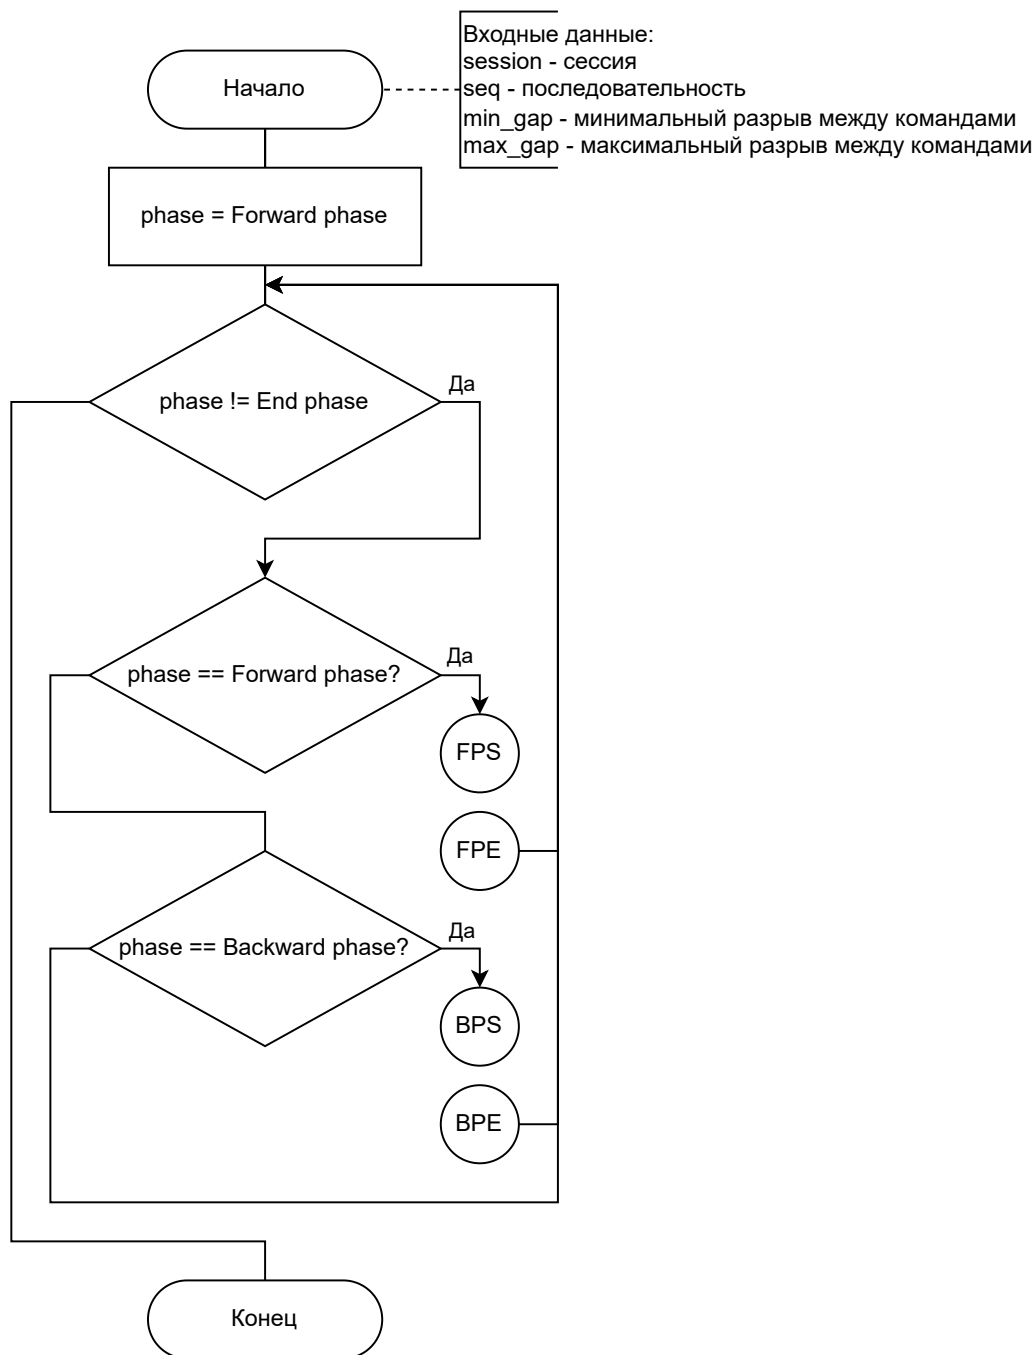 Входные данные:
session - сессия
seq - последовательность
min_gap - минимальный разрыв между командами
max_gap - максимальный разрыв между командами
Начало
phase = Forward phase
phase != End phase
Да
phase == Forward phase?
Да
FPS
FPE
phase == Backward phase?
Да
BPS
BPE
Конец